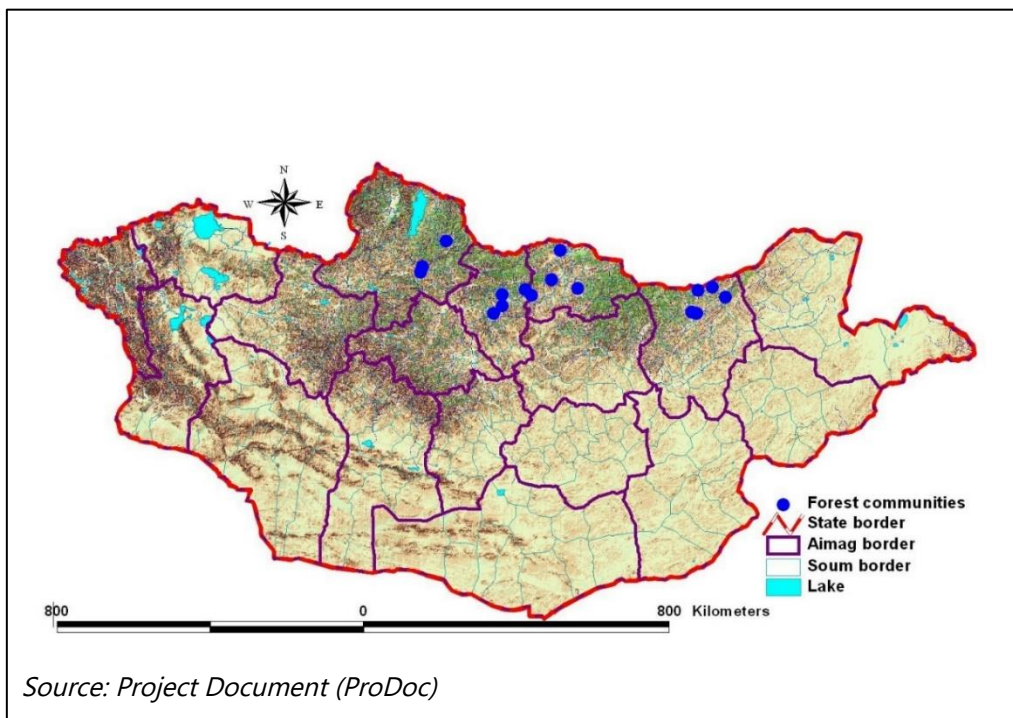 N
W E
S
Forest communities
State border
Aimag border
Soum border
Lake
800 0 800 Kilometers
Source: Project Document (ProDoc)